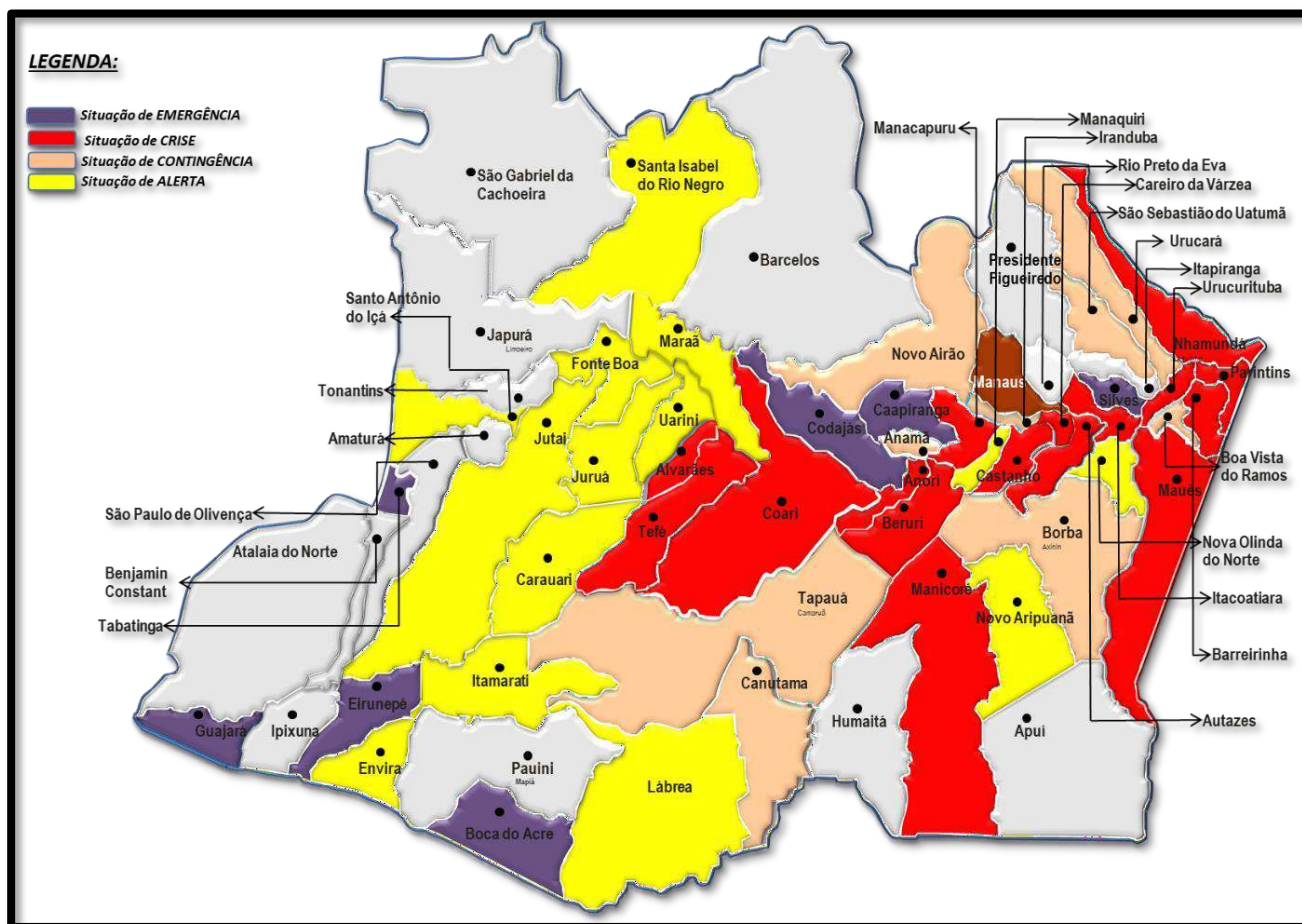 LEGENDA:
Situação de EMERGÊNCIA
Situação de CRISE
Situação de CONTINGÊNCIA
Situação de ALERTA
Manacapuru
Manaquiri
Iranduba
Rio Preto da Eva
Careiro da Várzea
São Sebastião do Uatumã
Urucará
Itapiranga
Urucurituba
São Gabriel da
Cachoeira
Santa Isabel
do Rio Negro
Barcelos
Presidente
Figueiredo
Santo Antônio
do Içá
Japurá
Limoeiro
Maraã
Fonte Boa
Novo Airão
Nhamundá
Parintins
Manaus
Tonantins
Uarini
Codajás
Caapiranga
Silves
Amaturá
Jutaí
Anamã
Juruá
Alvarães
Anori
Castanho
Boa Vista
do Ramos
Maués
São Paulo de Olivença
Tefé
Coari
Beruri
Borba
Axinin
Atalaia do Norte
Nova Olinda
do Norte
Benjamin
Constant
Carauari
Manicoré
Tapauá
Camaruã
Novo Aripuanã
Itacoatiara
Tabatinga
Barreirinha
Itamarati
Canutama
Eirunepé
Guajará
Ipixuna
Humaitá
Apuí
Autazes
Envira
Pauini
Mapiá
Lábrea
Boca do Acre